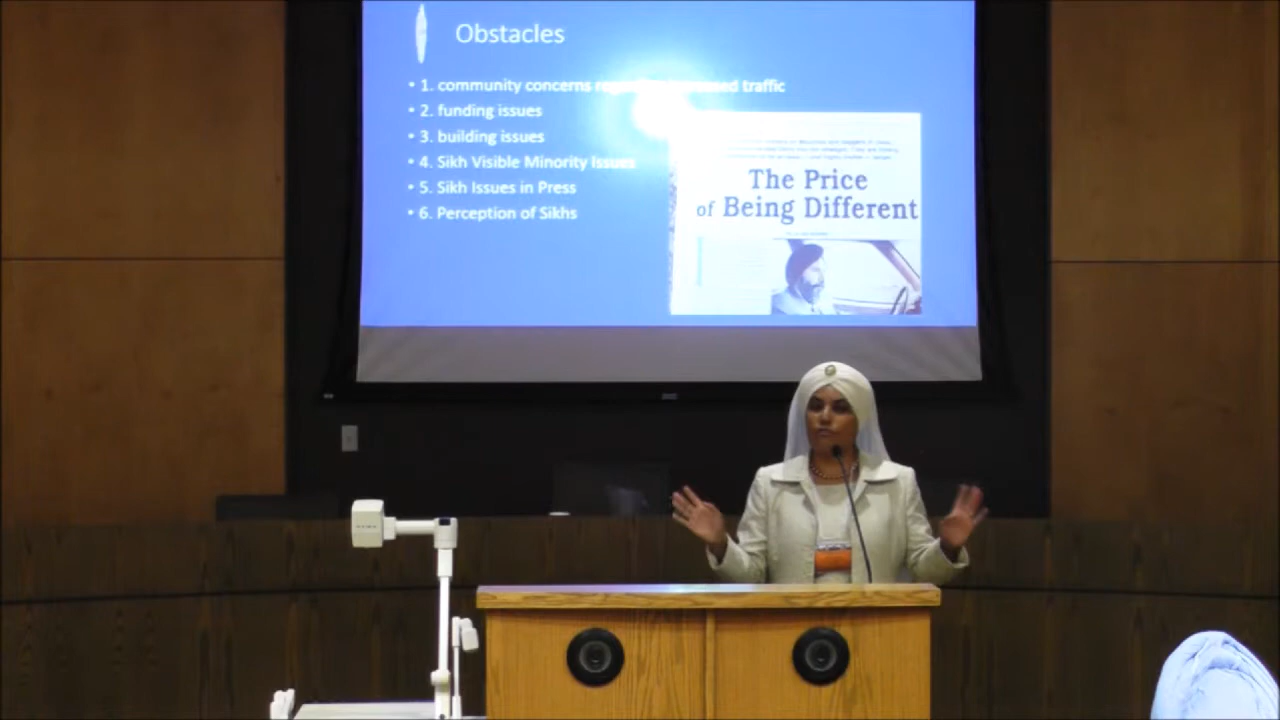 Obstacles
• 1. community concerns traffic
• 2. funding issues
• 3. building issues
• 4. Sikh Visible Minority Issues
• 5. Sikh Issues in Press
• 6. Perception of Sikhs
The Price
of Being Different